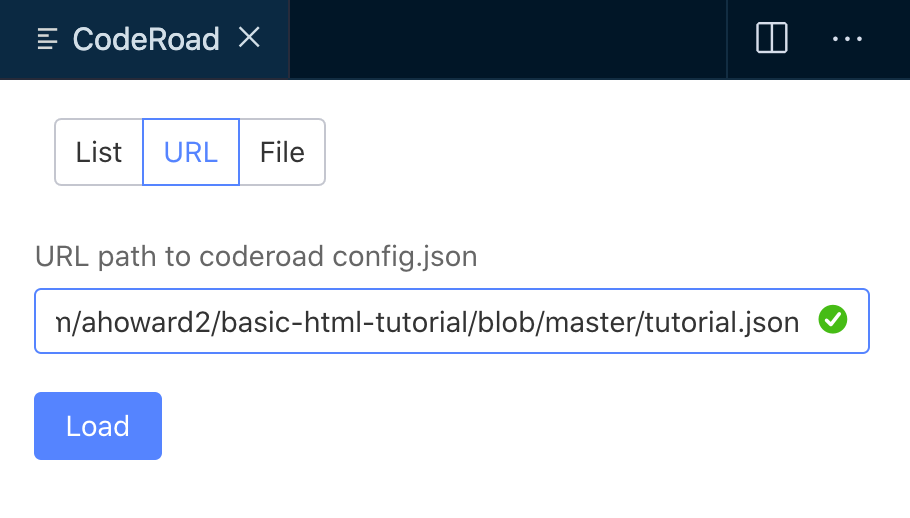 CodeRoad
List URL File
URL path to coderoad config.json
m/ahoward2/basic-html-tutorial/blob/master/tutorial.json
Load